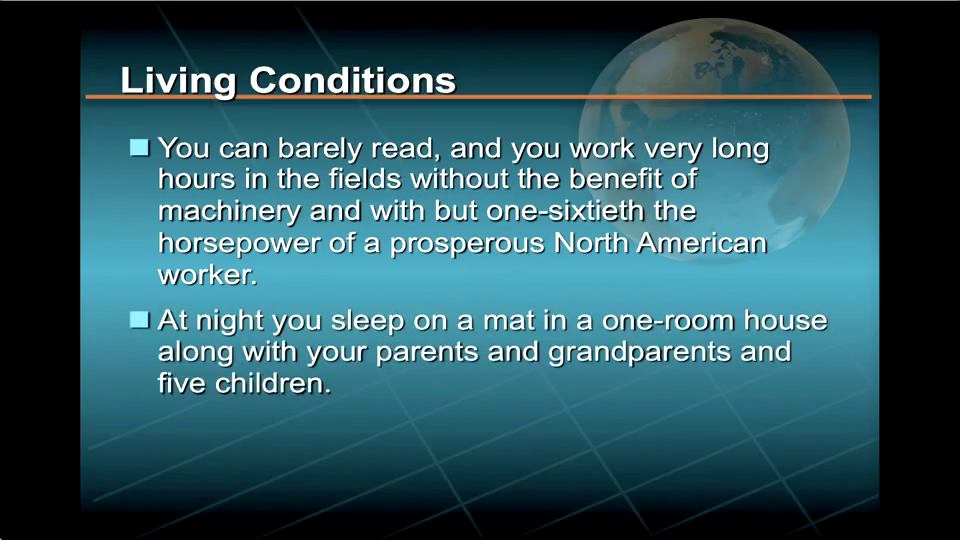 Living Conditions
You can barely read, and you work very long
hours in the fields without the benefit of
machinery and with but one-sixtieth the
horsepower of a prosperous North American
worker.
At night you sleep on a mat in a one-room house
along with your parents and grandparents and
five children.